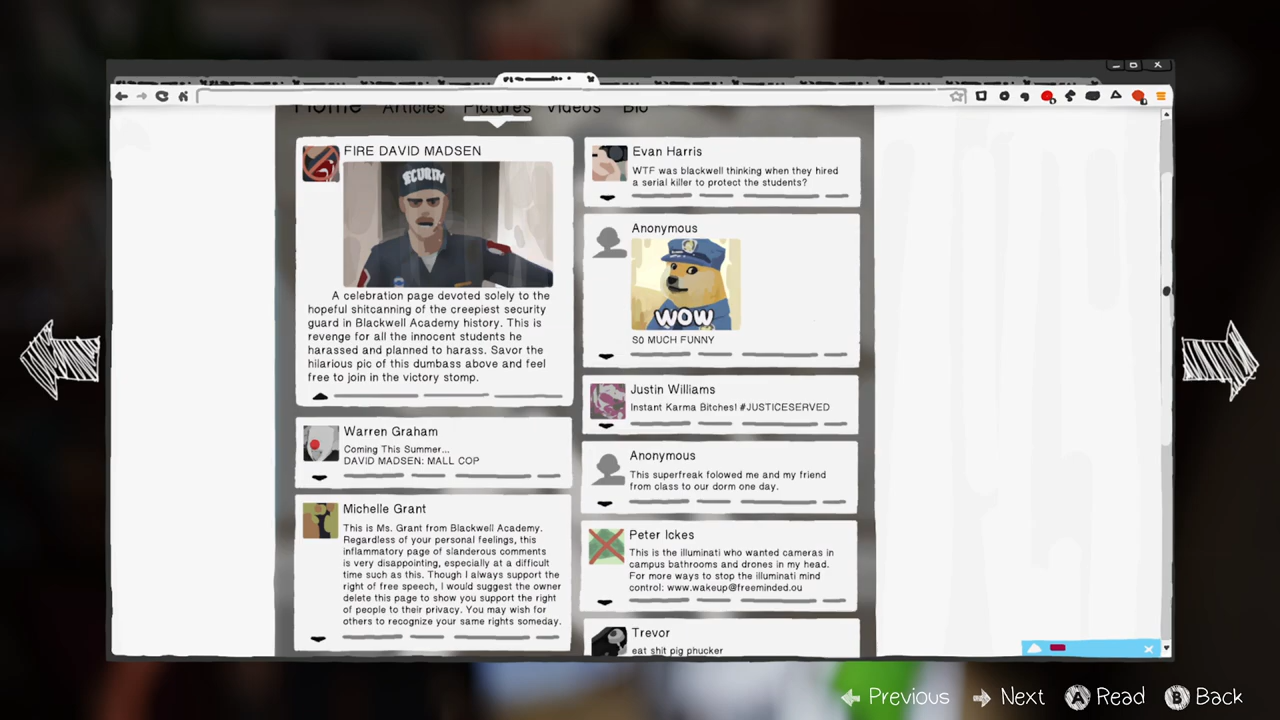 Home Articles Pictures Videos Bio
FIRE DAVID MADSEN
SECURITY
A celebration page devoted solely to the
hopeful shitcanning of the creepiest security
guard in Blackwell Academy history. This is
revenge for all the innocent students he
harassed and planned to harass. Savor the
hilarious pic of this dumbass above and feel
free to join in the victory stomp.
Warren Graham
Coming This Summer...
DAVID MADSEN: MALL COP
Michelle Grant
This is Ms. Grant from Blackwell Academy.
Regardless of your personal feelings, this
inflammatory page of slanderous comments
is very disappointing, especially at a difficult
time such as this. Though I always support the
right of free speech, I would suggest the owner
delete this page to show you support the right
of people to their privacy. You may wish for
others to recognize your same rights someday.
Evan Harris
WTF was blackwell thinking when they hired
a serial killer to protect the students?
Anonymous
WOW
SO MUCH FUNNY
Justin Williams
Instant Karma Bitches! #JUSTICESERVED
Anonymous
This superfreak folowed me and my friend
from class to our dorm one day.
Peter Ickes
This is the illuminati who wanted cameras in
campus bathrooms and drones in my head.
For more ways to stop the illuminati mind
control: www.wakeup@freeminded.ou
Trevor
eat shit pig phucker
Previous Next A Read B Back